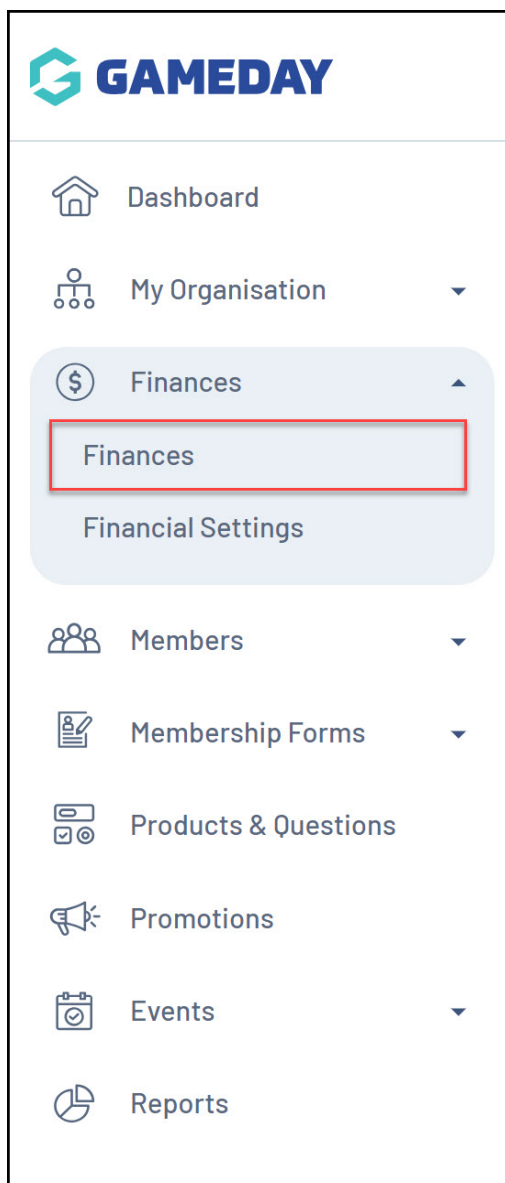 GAMEDAY
Dashboard
My Organisation
Finances
Finances
Financial Settings
Members
Membership Forms
Products & Questions
Promotions
Events
Reports